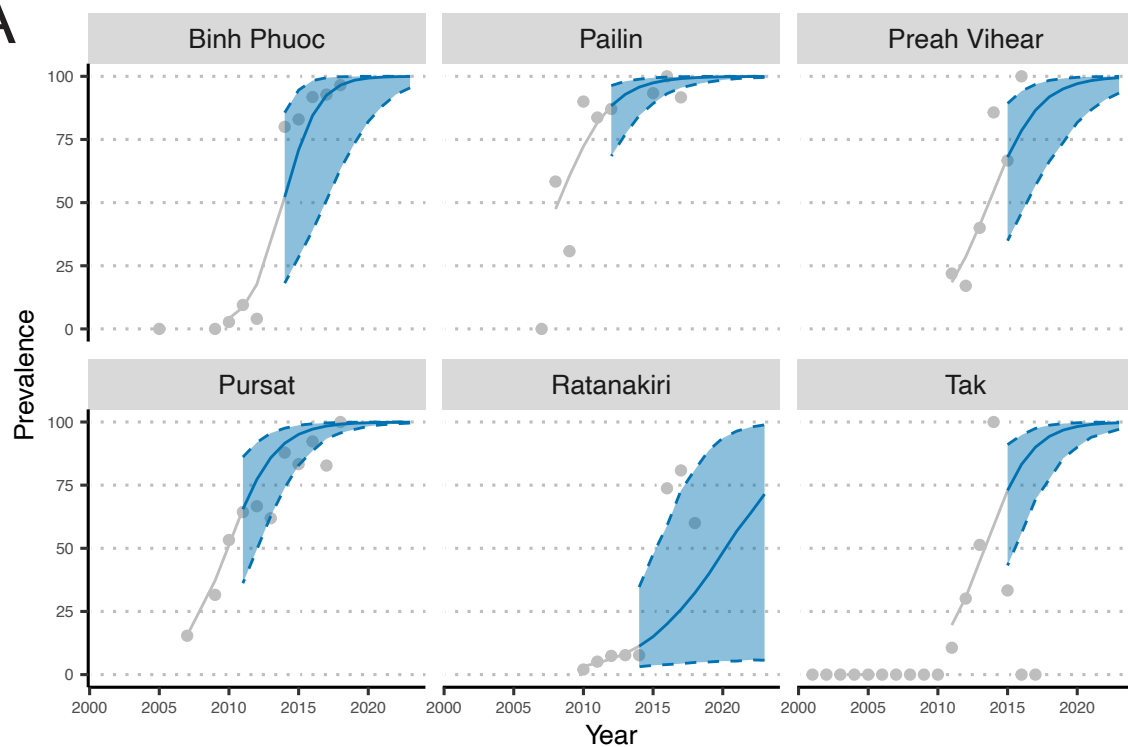 A
Binh Phuoc Pailin Preah Vihear
100
75
50
25
0
Prevalence
Pursat Ratanakiri Tak
100
75
50
25
0
2000 2005 2010 2015 2020 2000 2005 2010 2015 2020 2000 2005 2010 2015 2020
Year